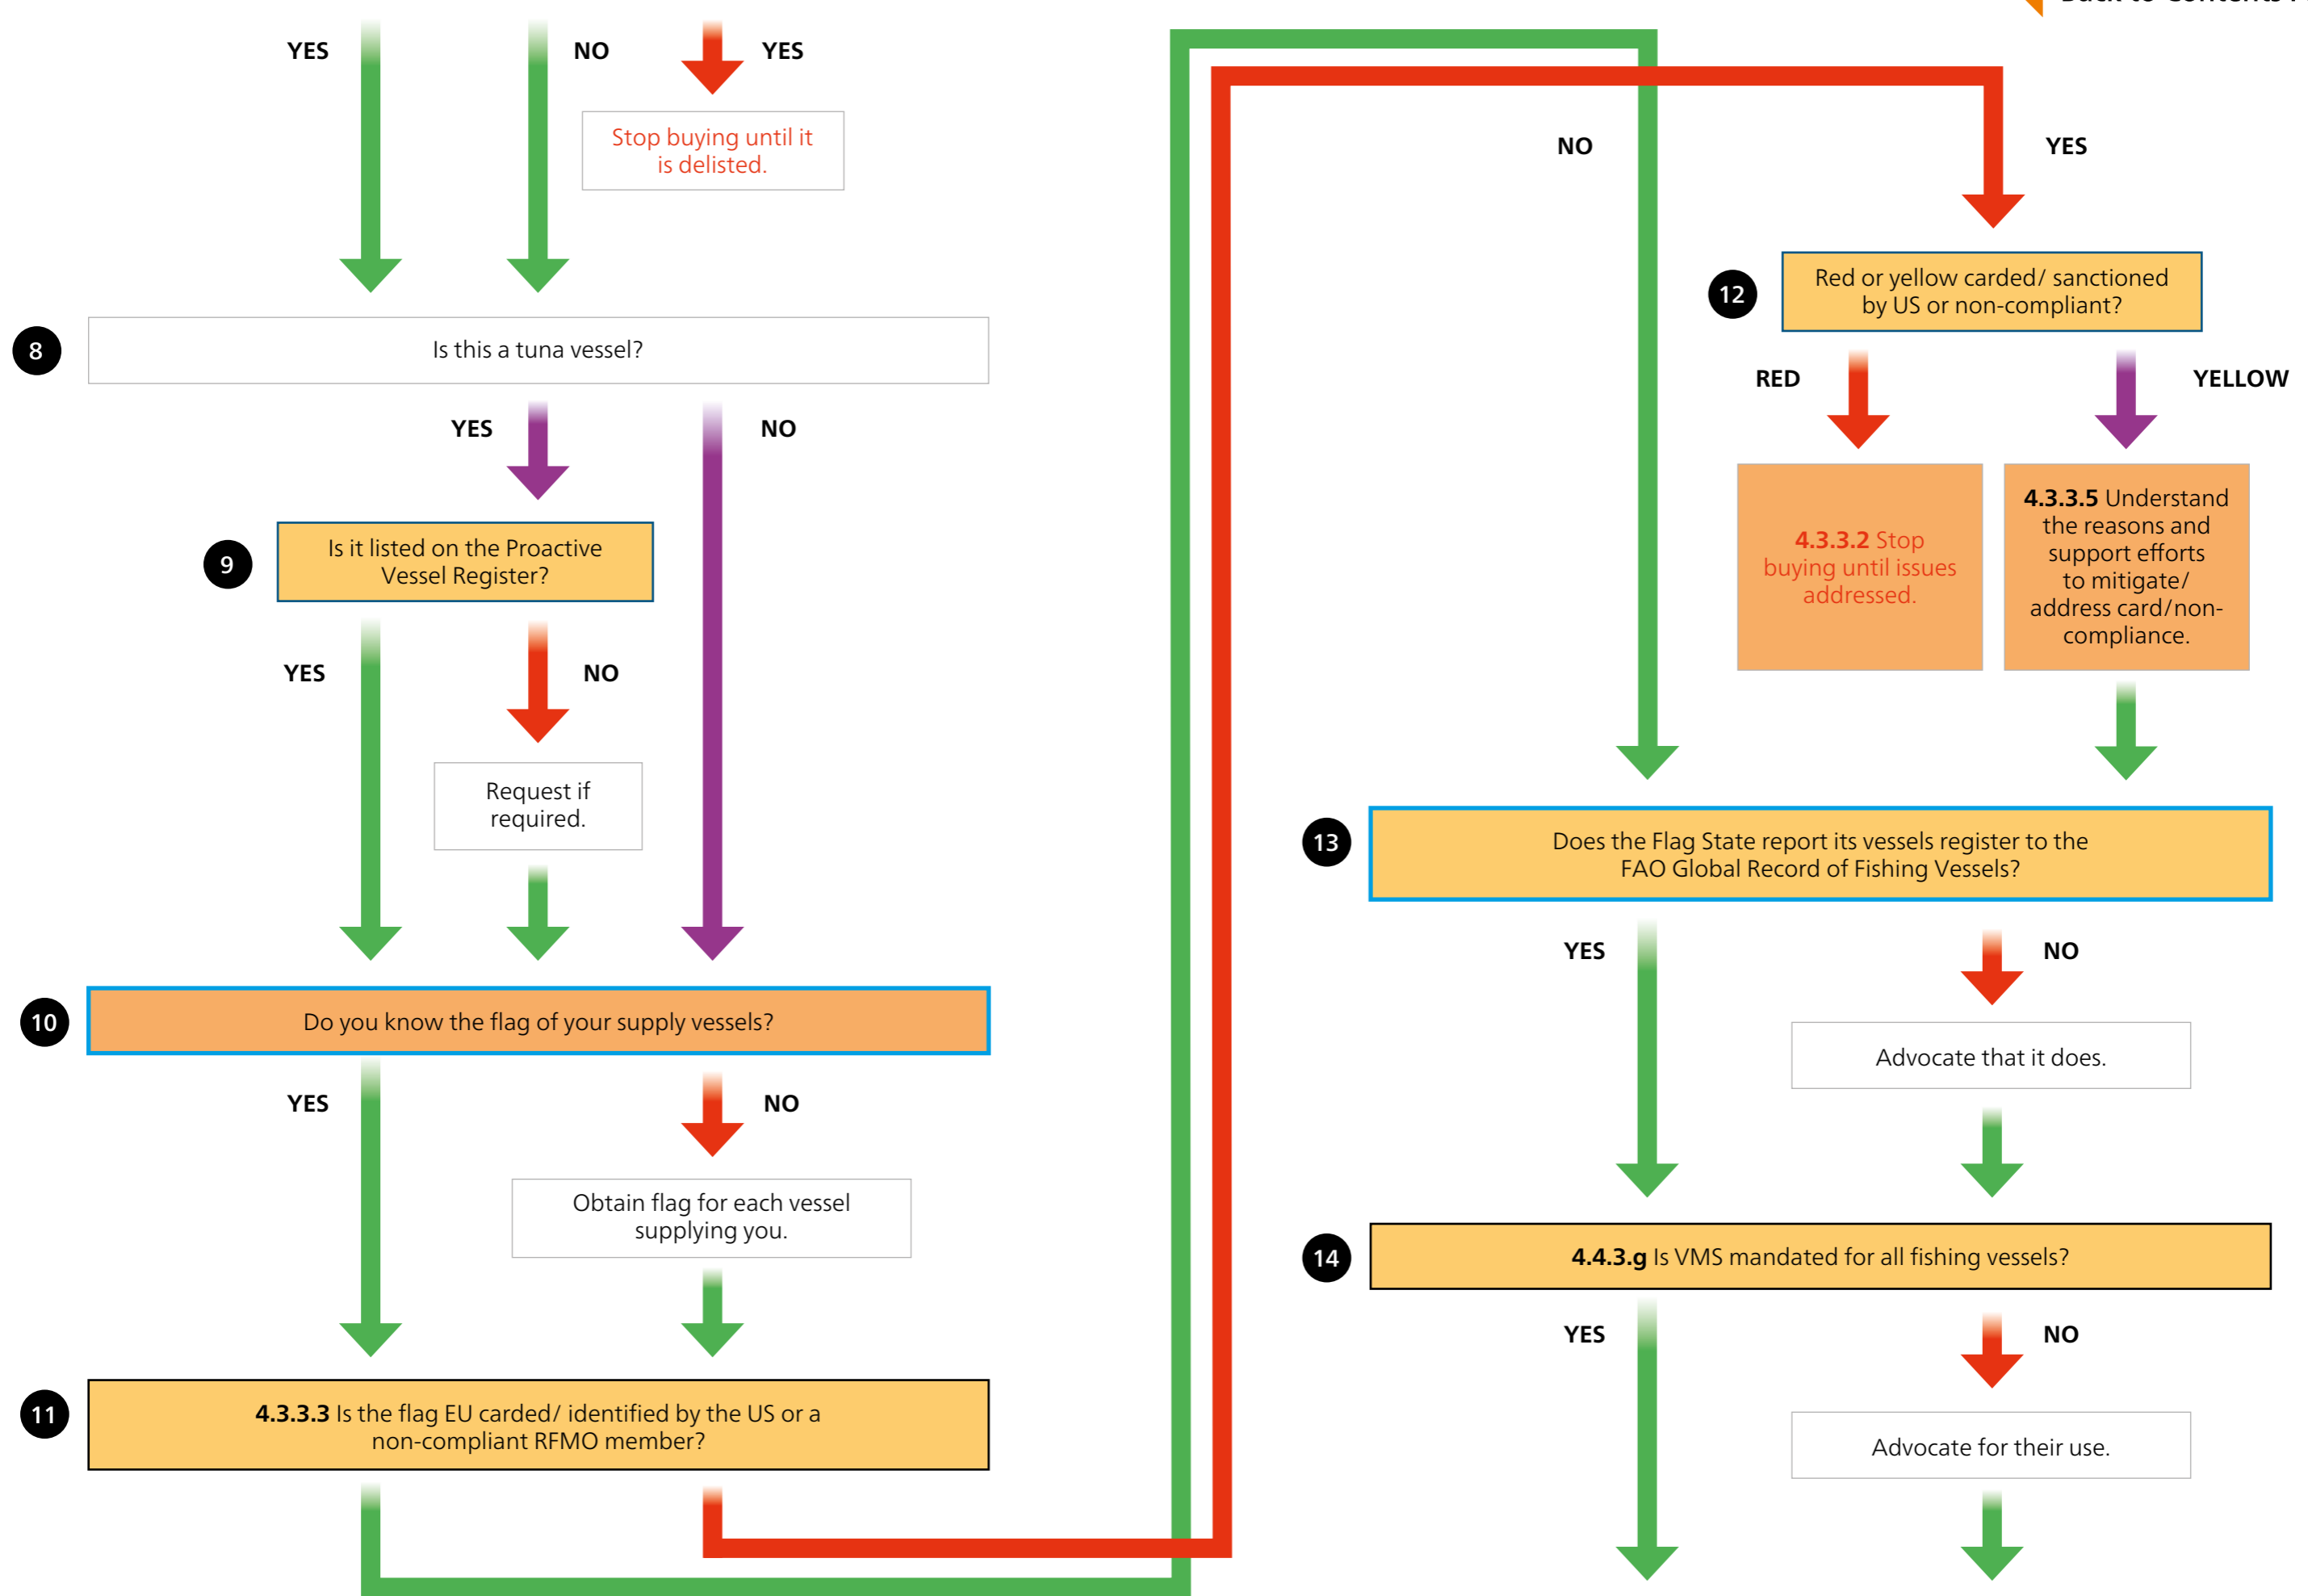 Back to Contents
YES
NO
YES
Stop buying until it
is delisted.
8
Is this a tuna vessel?
YES
NO
9
Is it listed on the Proactive
Vessel Register?
YES
NO
Request if
required.
10
Do you know the flag of your supply vessels?
YES
NO
Obtain flag for each vessel
supplying you.
11
4.3.3.3 Is the flag EU carded/ identified by the US or a
non-compliant RFMO member?
NO
YES
12
Red or yellow carded/ sanctioned
by US or non-compliant?
RED
YELLOW
4.3.3.2 Stop
buying until issues
addressed.
4.3.3.5 Understand
the reasons and
support efforts
to mitigate/
address card/non-
compliance.
13
Does the Flag State report its vessels register to the
FAO Global Record of Fishing Vessels?
YES
NO
Advocate that it does.
14
4.4.3.g Is VMS mandated for all fishing vessels?
YES
NO
Advocate for their use.